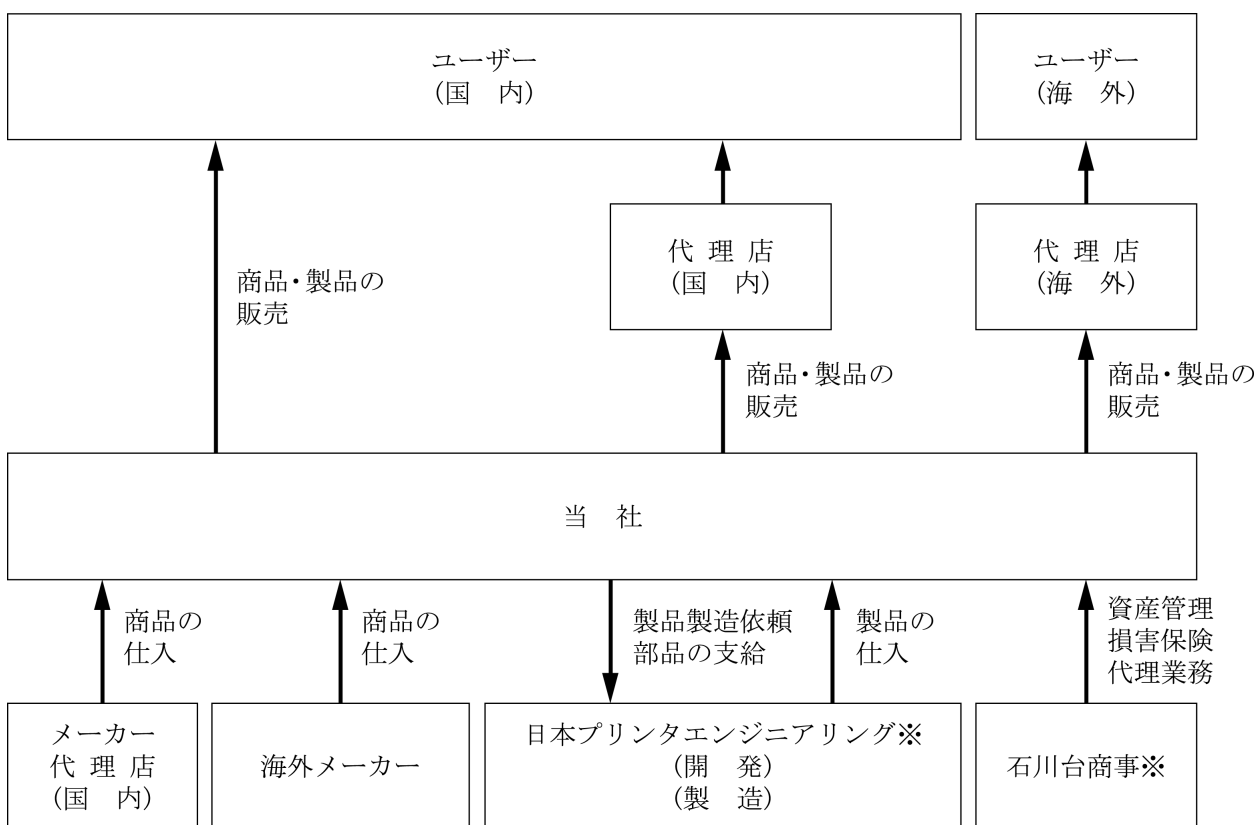 ユーザー
(国 内)
ユーザー
(海 外)
代 理 店
(国 内)
代 理 店
(海 外)
商品・製品の
販売
商品・製品の
販売
商品・製品の
販売
当 社
商品の
仕入
商品の
仕入
製品製造依頼
部品の支給
製品の
仕入
資産管理
損害保険
代理業務
メーカー
代 理 店
(国 内)
海外メーカー
日本プリンタエンジニアリング※
(開 発)
(製 造)
石川台商事※